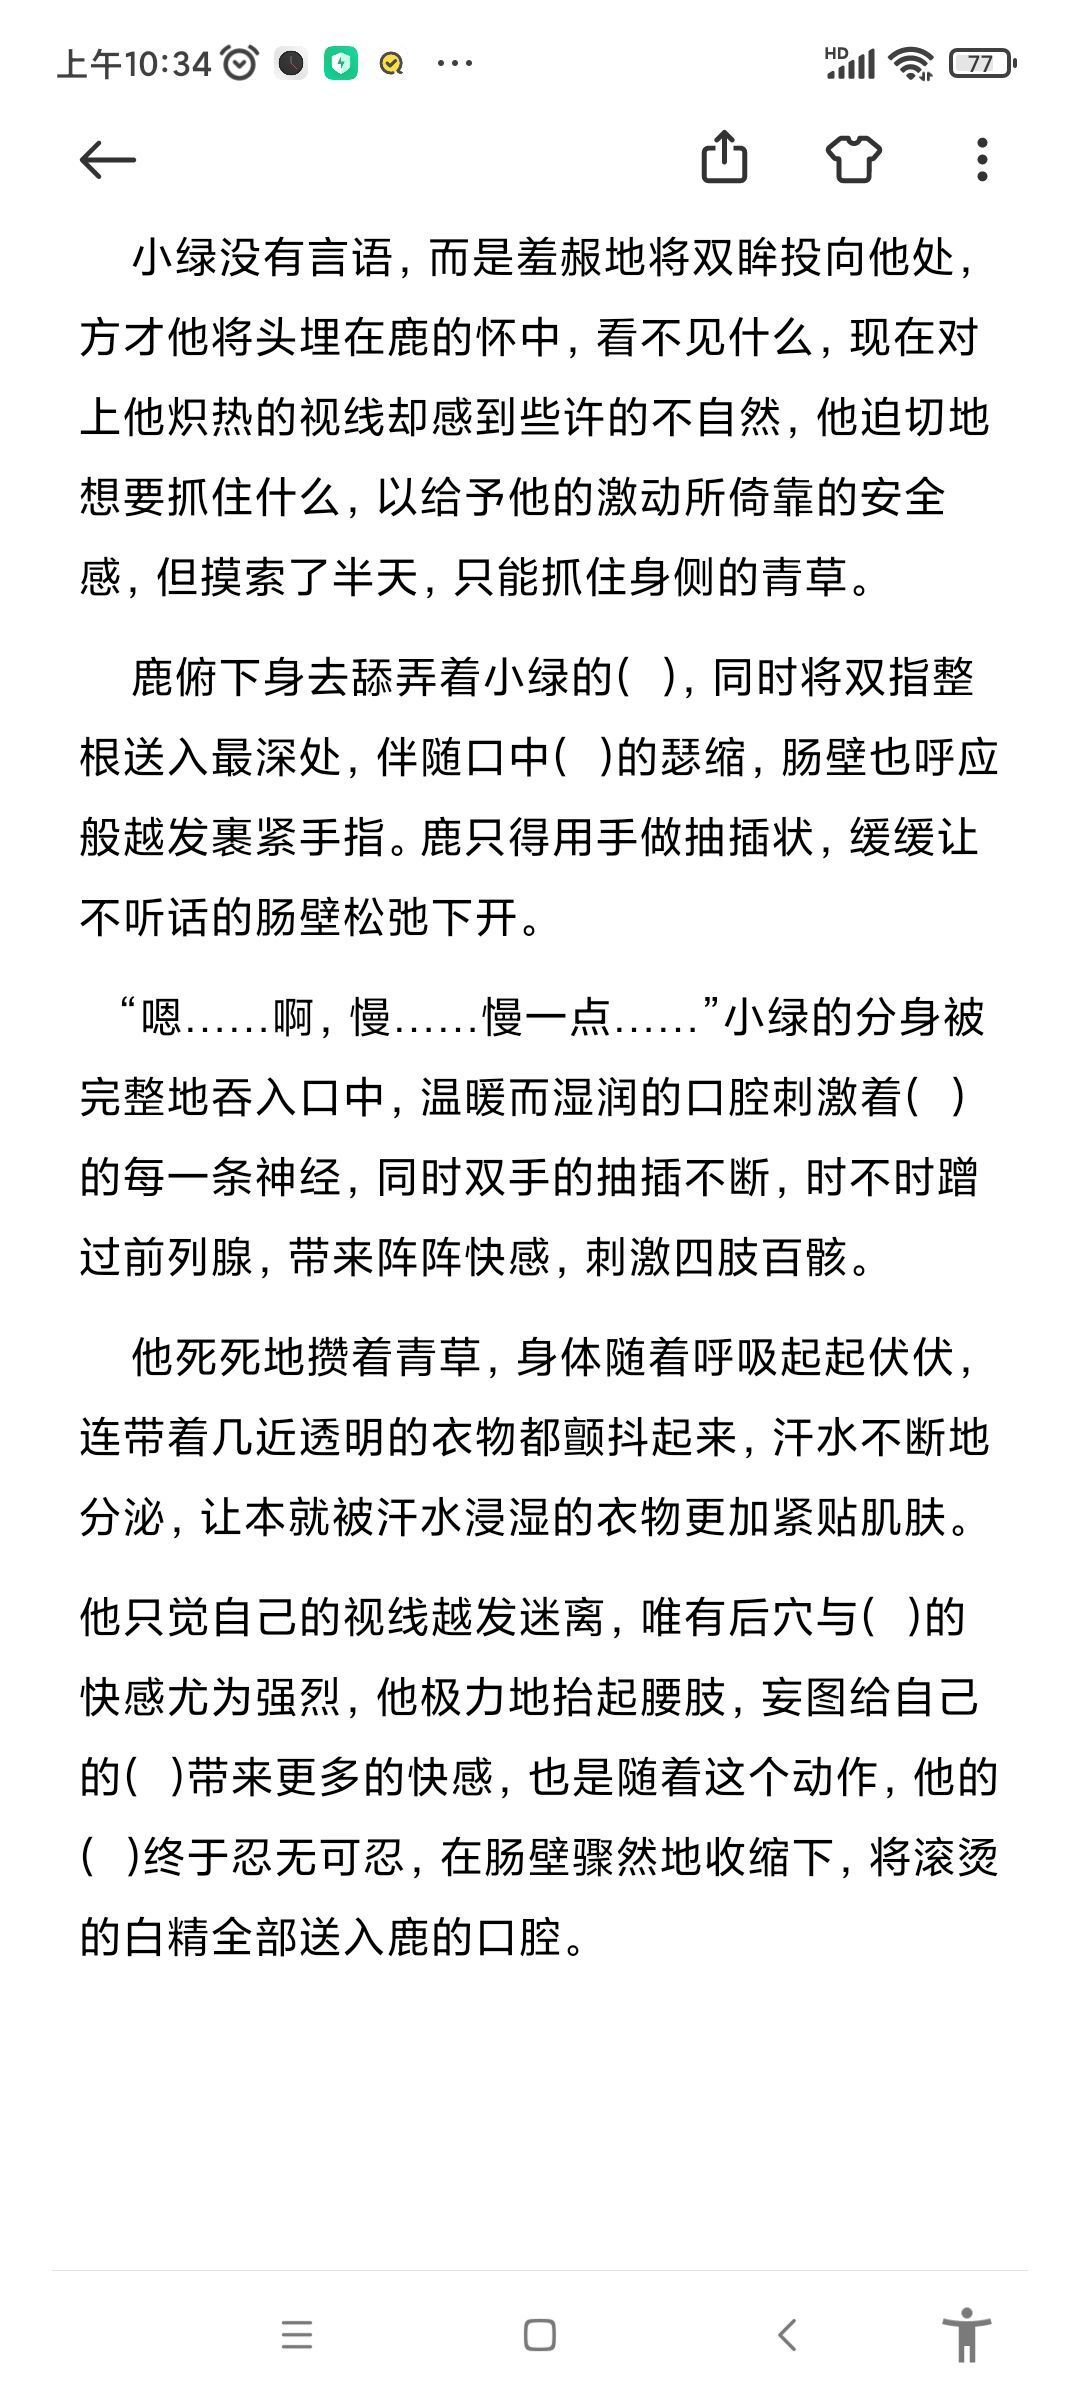 上午10:34
HD
77
小绿没有言语，而是羞赧地将双眸投向他处，
方才他将头埋在鹿的怀中，看不见什么，现在对
上他炽热的视线却感到些许的不自然，他迫切地
想要抓住什么，以给予他的激动所倚靠的安全
感，但摸索了半天，只能抓住身侧的青草。
鹿俯下身去舔弄着小绿的(  )，同时将双指整
根送入最深处，伴随口中(  )的瑟缩，肠壁也呼应
般越发裹紧手指。鹿只得用手做抽插状，缓缓让
不听话的肠壁松弛下开。
“嗯……啊，慢……慢一点……”小绿的分身被
完整地吞入口中，温暖而湿润的口腔刺激着(  )
的每一条神经，同时双手的抽插不断，时不时蹭
过前列腺，带来阵阵快感，刺激四肢百骸。
他死死地攒着青草，身体随着呼吸起起伏伏，
连带着几近透明的衣物都颤抖起来，汗水不断地
分泌，让本就被汗水浸湿的衣物更加紧贴肌肤。
他只觉自己的视线越发迷离，唯有后穴与(  )的
快感尤为强烈，他极力地抬起腰肢，妄图给自己
的(  )带来更多的快感，也是随着这个动作，他的
(  )终于忍无可忍，在肠壁骤然地收缩下，将滚烫
的白精全部送入鹿的口腔。